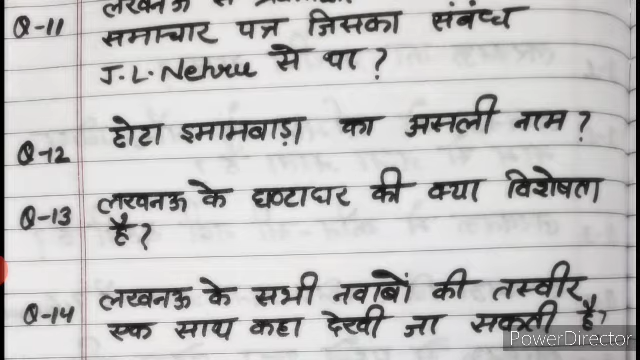 लखनऊ से
Q-11 समाचार पत्र जिसका संबंध
J.L. Nehru से था?
Q-12 छोटा इमामबाड़ा का असली नाम?
Q-13 लखनऊ के घण्टाघर की क्या विशेषता
है?
Q-14 लखनऊ के सभी नवाबों की तस्वीर
एक साथ कहा देखी जा सकती है?
PowerDirector